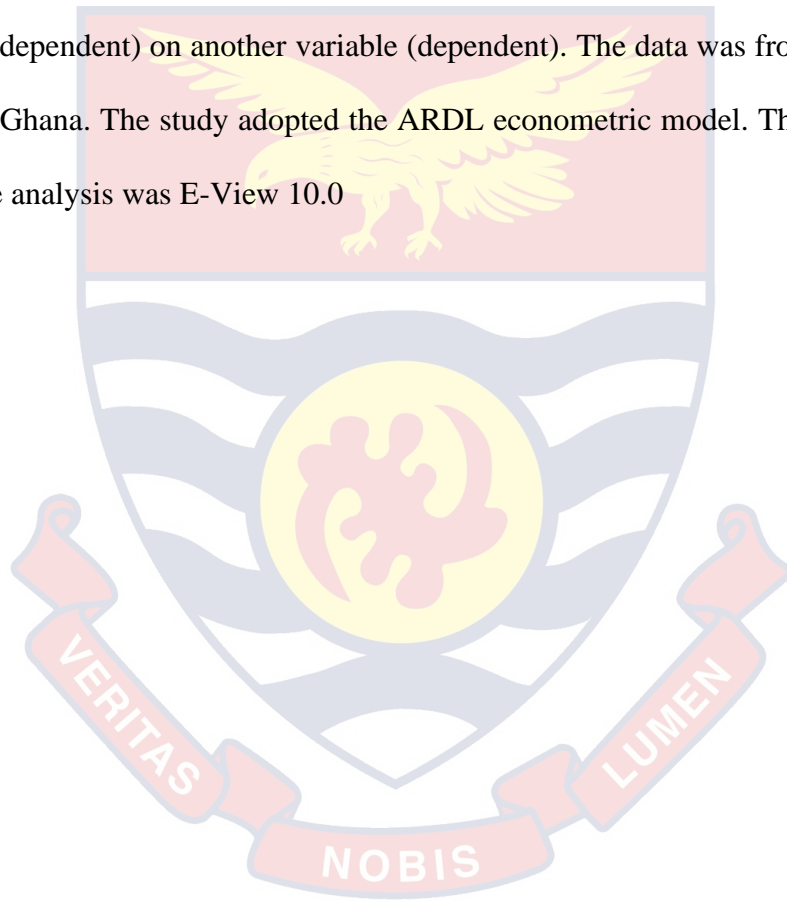 dependent) on another variable (dependent). The data was fro
Ghana. The study adopted the ARDL econometric model. Th
e analysis was E-View 10.0
VERITAS
NOBIS
LUMEN